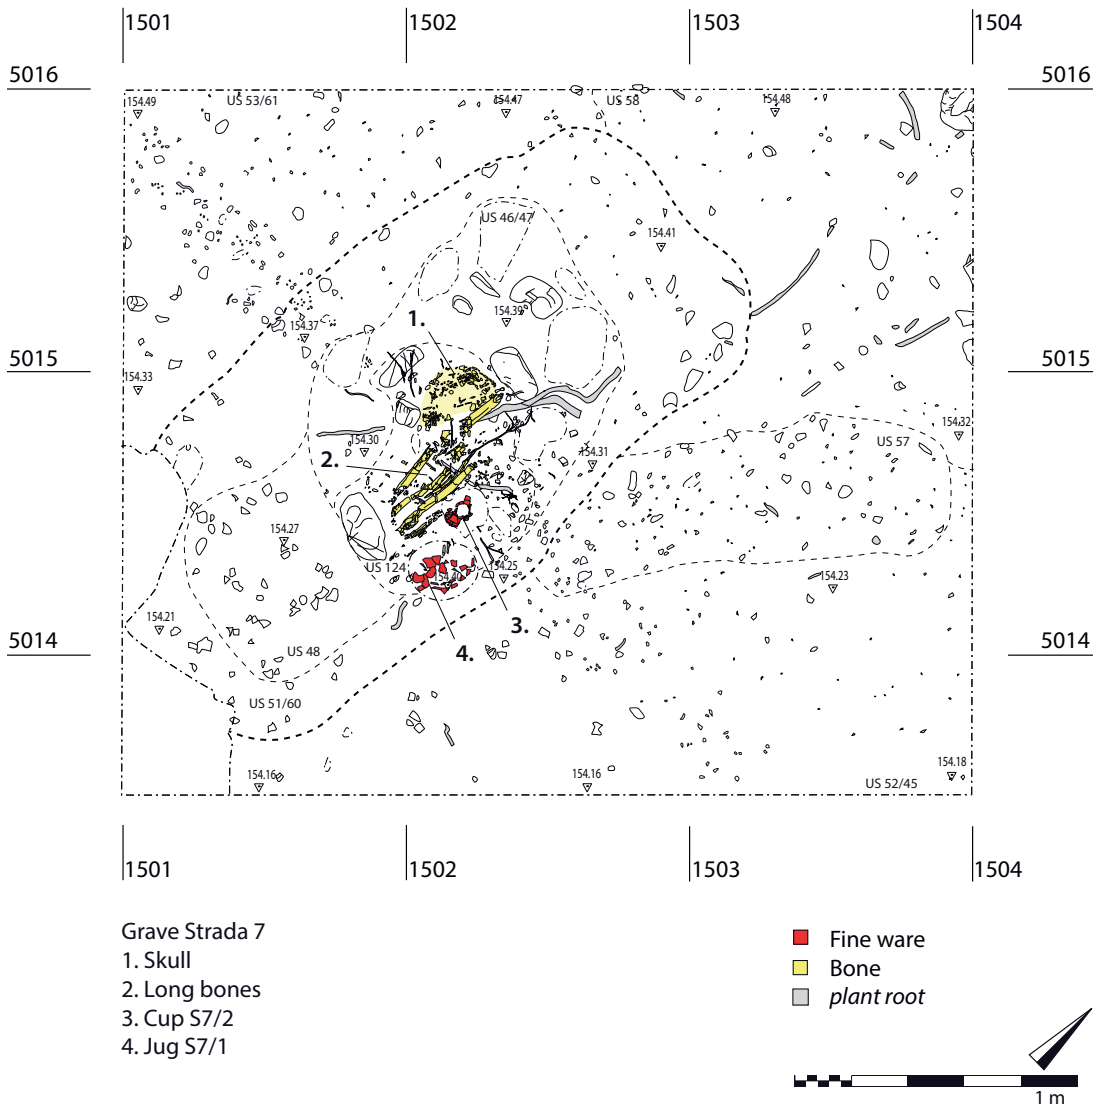 1501 1502 1503 1504
5016 5016
154.49 US 53/61 154.47 US 58 154.48
US 46/47
154.41
154.39
1.
154.37
5015 5015
154.33
154.32
154.30 US 57
2. 154.31
154.27
US 124 154.25
154.40
154.23
154.21
3.
5014 5014
US 48 4.
US 51/60
154.16 154.16 154.18
US 52/45
1501 1502 1503 1504
Grave Strada 7
1. Skull
2. Long bones
3. Cup S7/2
4. Jug S7/1
Fine ware
Bone
plant root
1 m